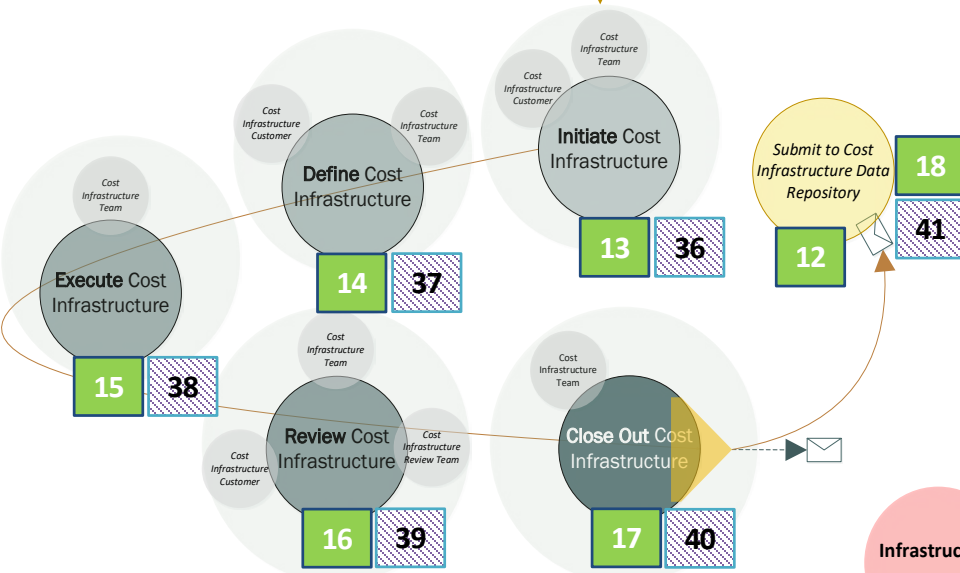 Cost
Infrastructure
Team
Cost
Infrastructure
Customer
Initiate Cost
Infrastructure
13
36
Cost
Infrastructure
Customer
Cost
Infrastructure
Team
Define Cost
Infrastructure
14
37
Submit to Cost
Infrastructure Data
Repository
18
41
12
Cost
Infrastructure
Team
Execute Cost
Infrastructure
15
38
Cost
Infrastructure
Team
Review Cost
Infrastructure
Cost
Infrastructure
Customer
Cost
Infrastructure
Review Team
16
39
Cost
Infrastructure
Team
Close Out Cost
Infrastructure
17
40
Infrastruc